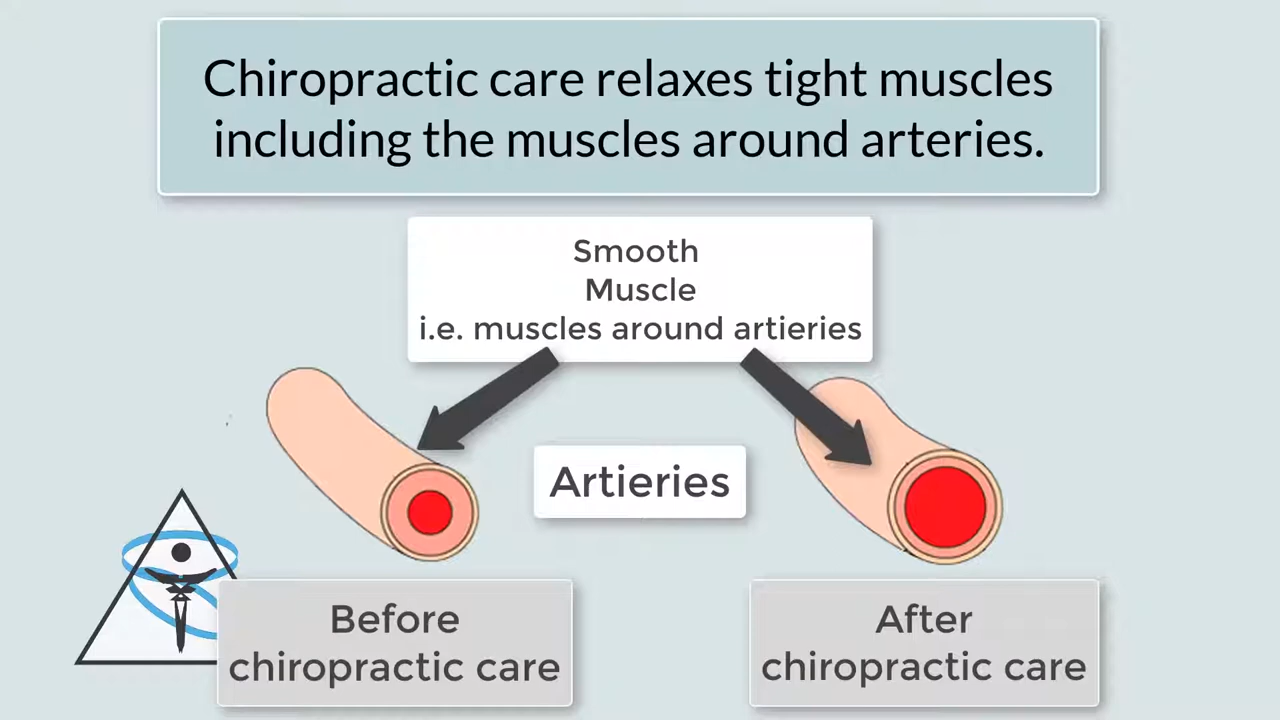 Chiropractic care relaxes tight muscles
including the muscles around arteries.
Smooth
Muscle
i.e. muscles around artieries
Artieries
Before
chiropractic care
After
chiropractic care